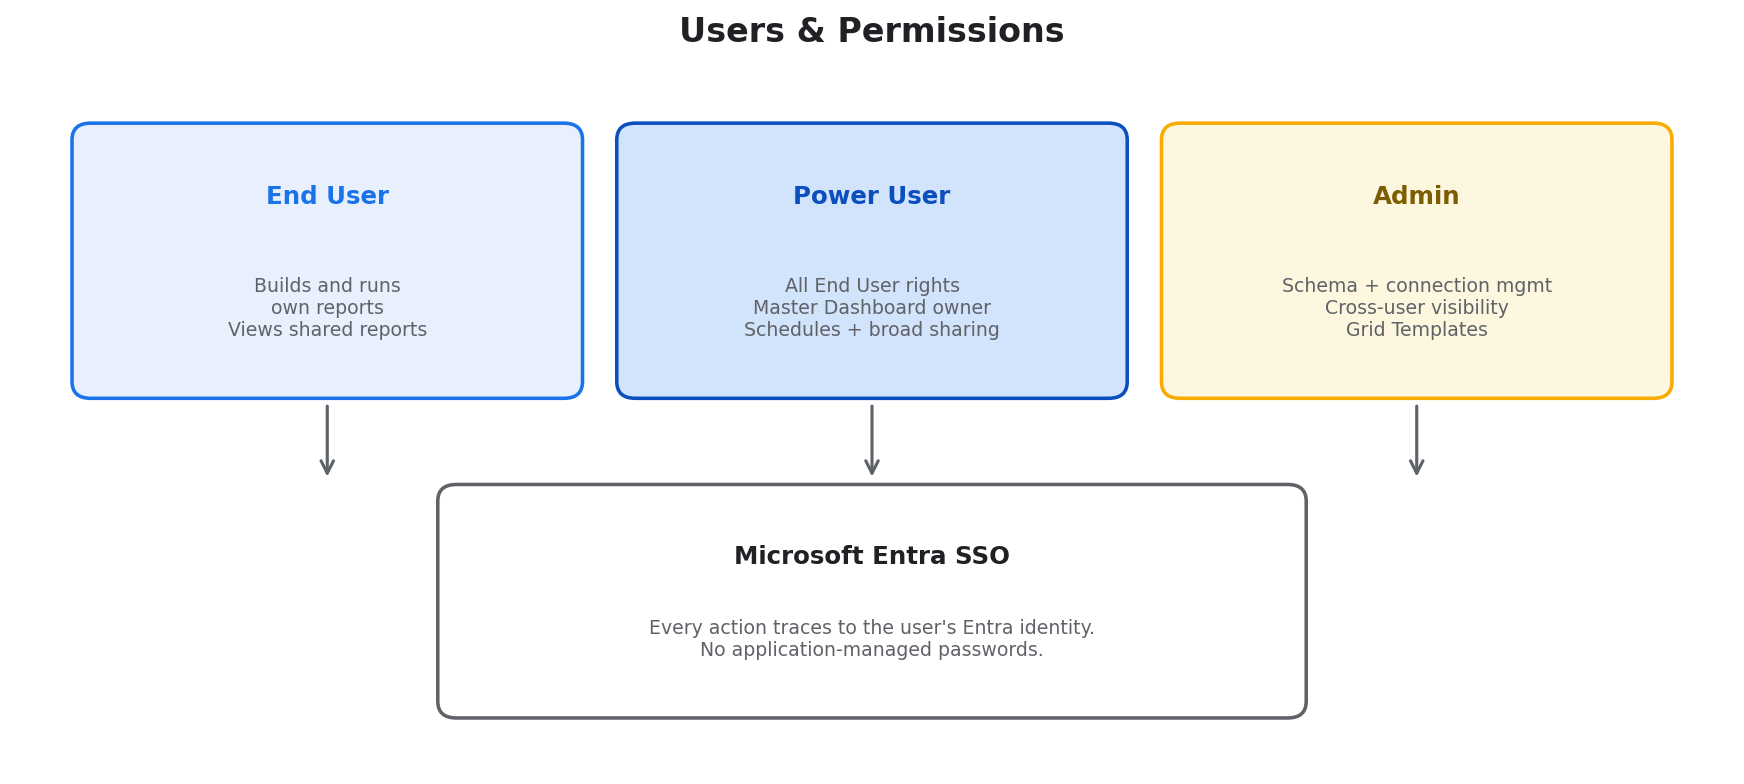 Users & Permissions
End User
Builds and runs
own reports
Views shared reports
Power User
All End User rights
Master Dashboard owner
Schedules + broad sharing
Admin
Schema + connection mgmt
Cross-user visibility
Grid Templates
Microsoft Entra SSO
Every action traces to the user's Entra identity.
No application-managed passwords.